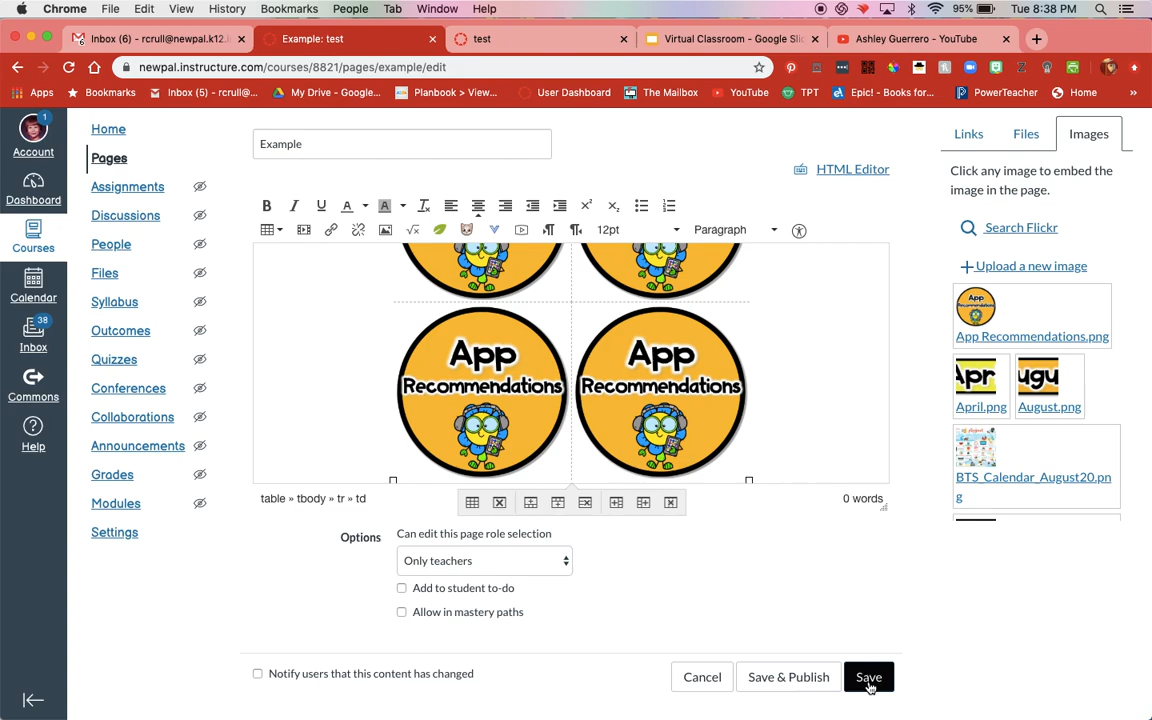 Chrome File Edit View History Bookmarks People Tab Window Help 95% Tue 8:38 PM
Inbox (6) - rcrull@newpal.k12. Example: test test Virtual Classroom - Google Sli Ashley Guerrero - YouTube
newpal.instructure.com/courses/8821/pages/example/edit
Apps Bookmarks Inbox (5) - rcrull@... My Drive - Google... Planbook > View... User Dashboard The Mailbox YouTube TPT Epic! - Books for... PowerTeacher Home »
1
Account
Dashboard
Courses
Calendar
38
Inbox
Commons
Help
Home
Pages
Assignments
Discussions
People
Files
Syllabus
Outcomes
Quizzes
Conferences
Collaborations
Announcements
Grades
Modules
Settings
Example
HTML Editor
B I U A A
12pt Paragraph
App Recommendations
App Recommendations
table » tbody » tr » td 0 words
Options Can edit this page role selection
Only teachers
Add to student to-do
Allow in mastery paths
Notify users that this content has changed Cancel Save & Publish Save
Links Files Images
Click any image to embed the
image in the page.
Search Flickr
Upload a new image
App
Recommendations
App Recommendations.png
Apr ugu
April.png August.png
BTS_Calendar_August20.pn
g